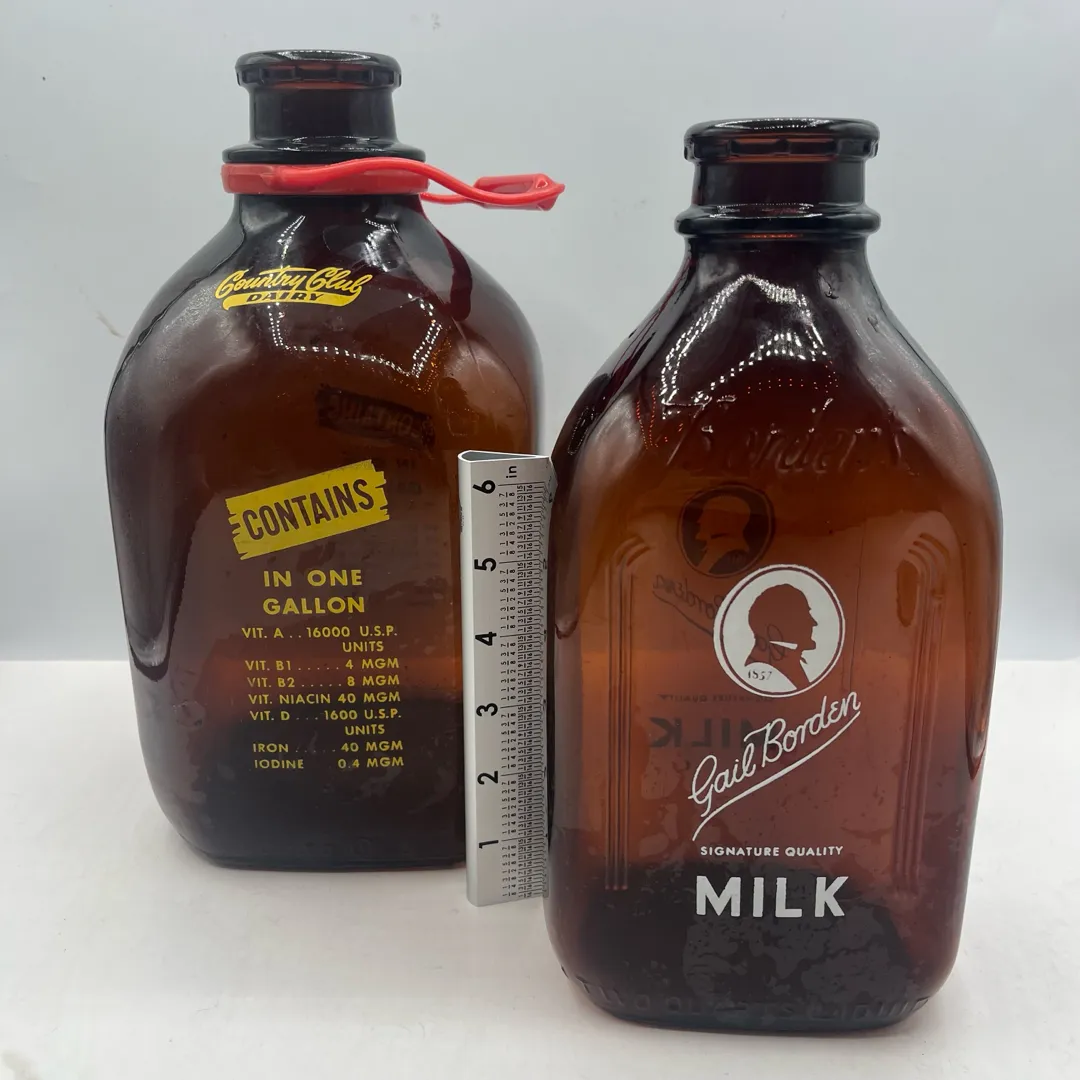 Country Club
DAIRY
CONTAINS
IN ONE
GALLON
VIT. A . . 16000 U.S.P.
UNITS
VIT. B1 . . . . . 4 MGM
VIT. B2 . . . . . 8 MGM
VIT. NIACIN 40 MGM
VIT. D . . . 1600 U.S.P.
UNITS
IRON . . . . . 40 MGM
IODINE 0.4 MGM
in
6
5
4
3
2
1
Borden's
1857
Gail Borden
SIGNATURE QUALITY
MILK